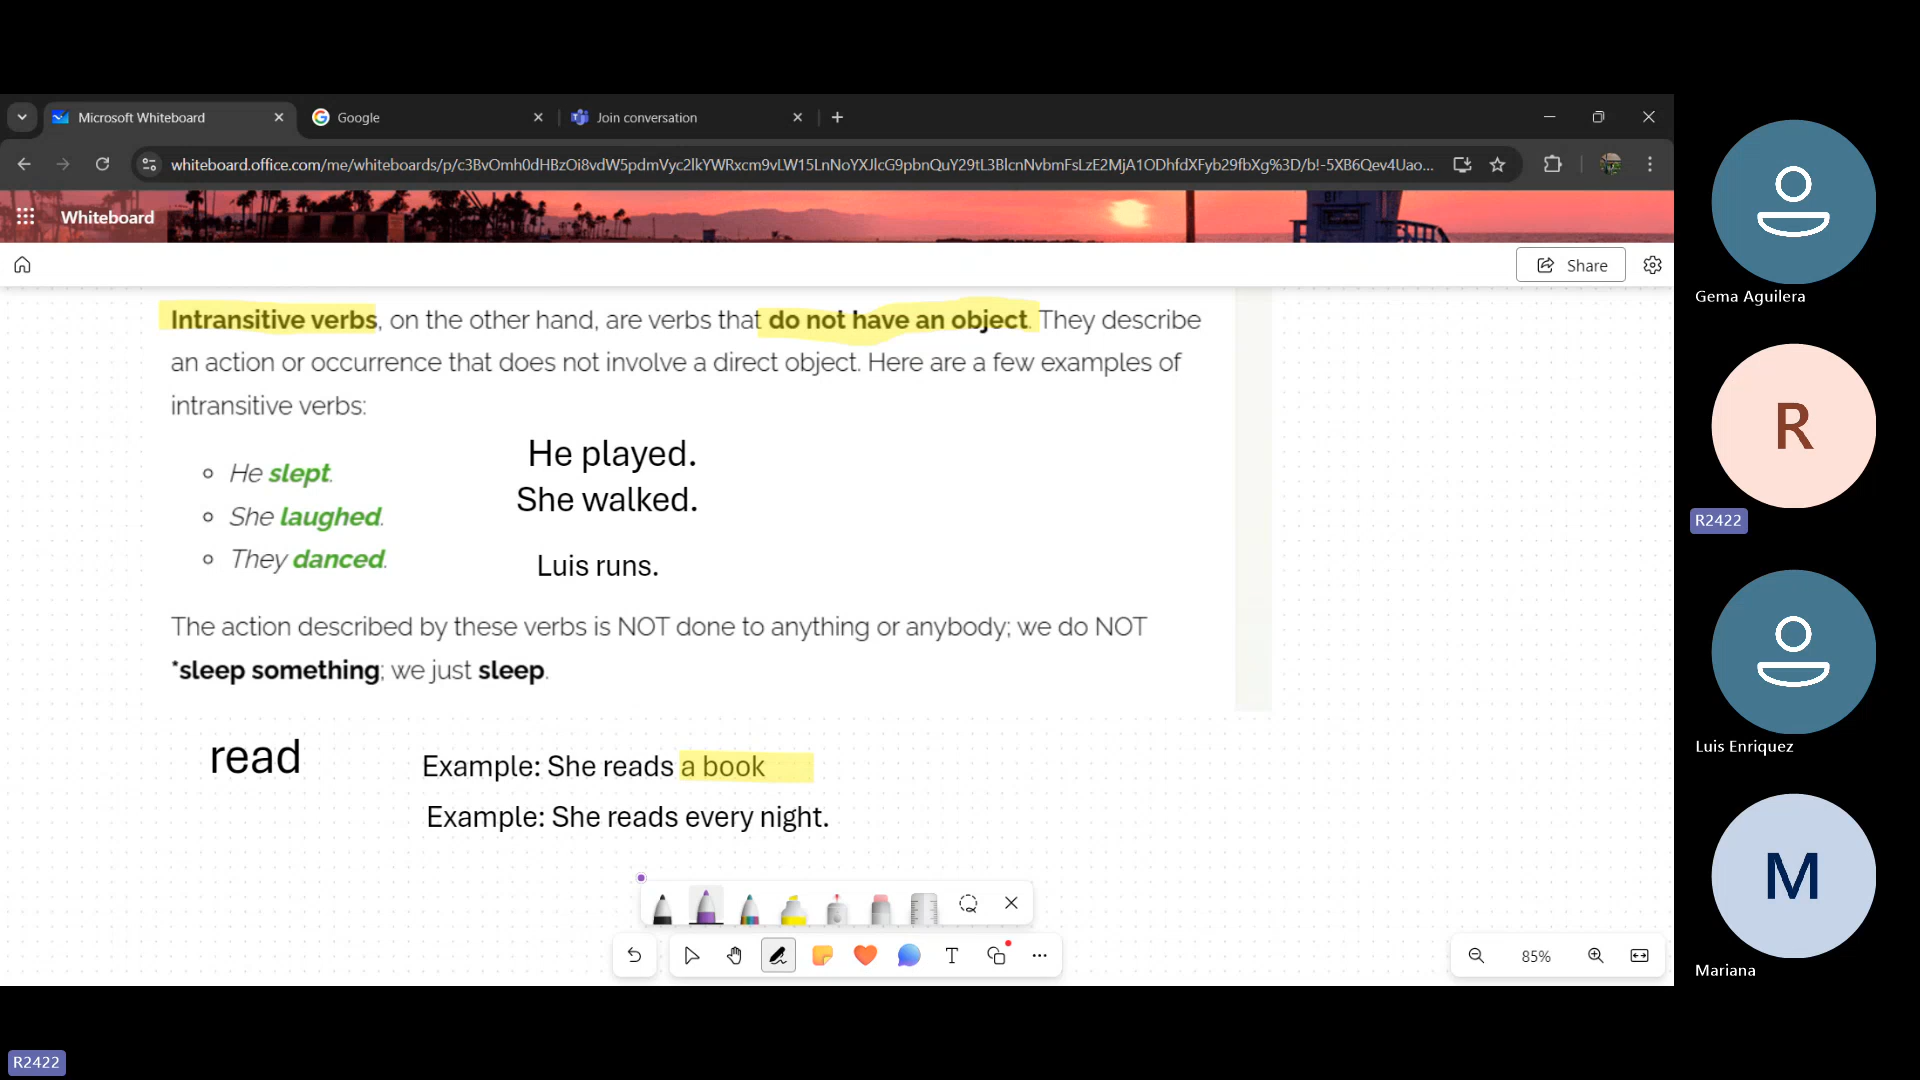 Microsoft Whiteboard
Google
Join conversation
whiteboard.office.com/me/whiteboards/p/c3BvOmh0dHBzOi8vdW5pdmVyc2lkYWRxcm9vLW15LnNoYXJlcG9pbnQuY29tL3BlcnNvbmFsLzE2MjA1ODhfdXFyb29fbXg%3D/b!-5XB6Qev4Uao...
Whiteboard
Share
Intransitive verbs, on the other hand, are verbs that do not have an object. They describe
an action or occurrence that does not involve a direct object. Here are a few examples of
intransitive verbs:
He slept.
She laughed.
They danced.
He played.
She walked.
Luis runs.
The action described by these verbs is NOT done to anything or anybody; we do NOT
*sleep something; we just sleep.
read
Example: She reads a book
Example: She reads every night.
85%
Gema Aguilera
R
R2422
Luis Enriquez
M
Mariana
R2422